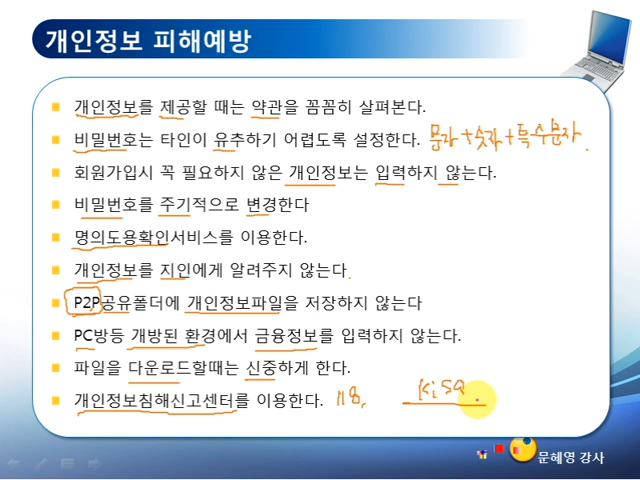 개인정보 피해예방
개인정보를 제공할 때는 약관을 꼼꼼히 살펴본다.
비밀번호는 타인이 유추하기 어렵도록 설정한다. 문자+숫자+특수문자.
회원가입시 꼭 필요하지 않은 개인정보는 입력하지 않는다.
비밀번호를 주기적으로 변경한다
명의도용확인서비스를 이용한다.
개인정보를 지인에게 알려주지 않는다.
P2P공유폴더에 개인정보파일을 저장하지 않는다
PC방등 개방된 환경에서 금융정보를 입력하지 않는다.
파일을 다운로드할때는 신중하게 한다.
개인정보침해신고센터를 이용한다. 118, KiSa
문혜영 강사